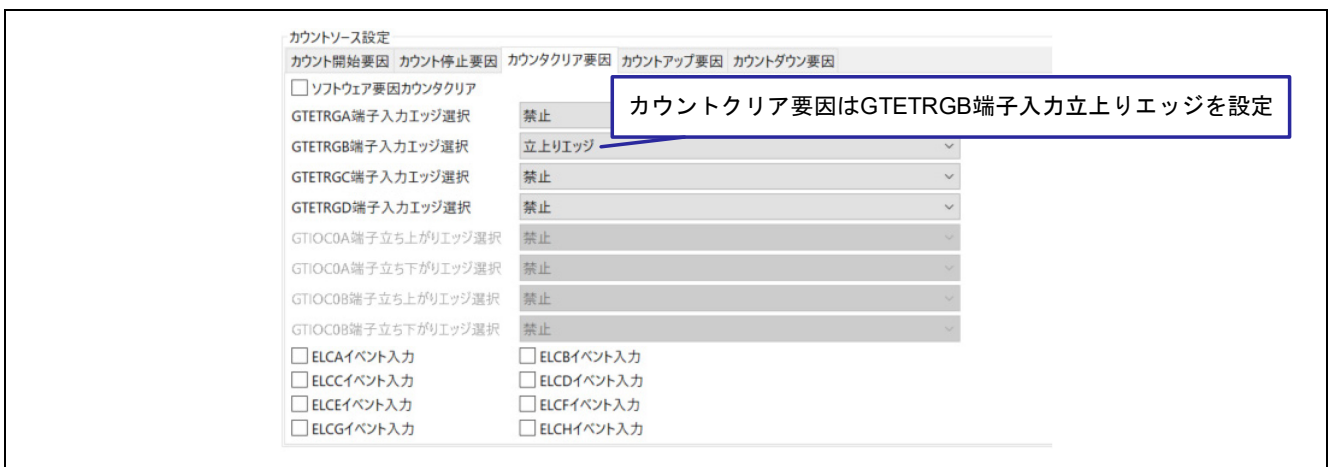 カウントソース設定
カウント開始要因 カウント停止要因 カウンタクリア要因 カウントアップ要因 カウントダウン要因
ソフトウェア要因カウンタクリア
カウントクリア要因はGTETRGB端子入力立上りエッジを設定
GTETRGA端子入力エッジ選択 禁止
GTETRGB端子入力エッジ選択 立上りエッジ
GTETRGC端子入力エッジ選択 禁止
GTETRGD端子入力エッジ選択 禁止
GTIOC0A端子立ち上がりエッジ選択 禁止
GTIOC0A端子立ち下がりエッジ選択 禁止
GTIOC0B端子立ち上がりエッジ選択 禁止
GTIOC0B端子立ち下がりエッジ選択 禁止
ELCAイベント入力 ELCBイベント入力
ELCCイベント入力 ELCDイベント入力
ELCEイベント入力 ELCFイベント入力
ELCGイベント入力 ELCHイベント入力